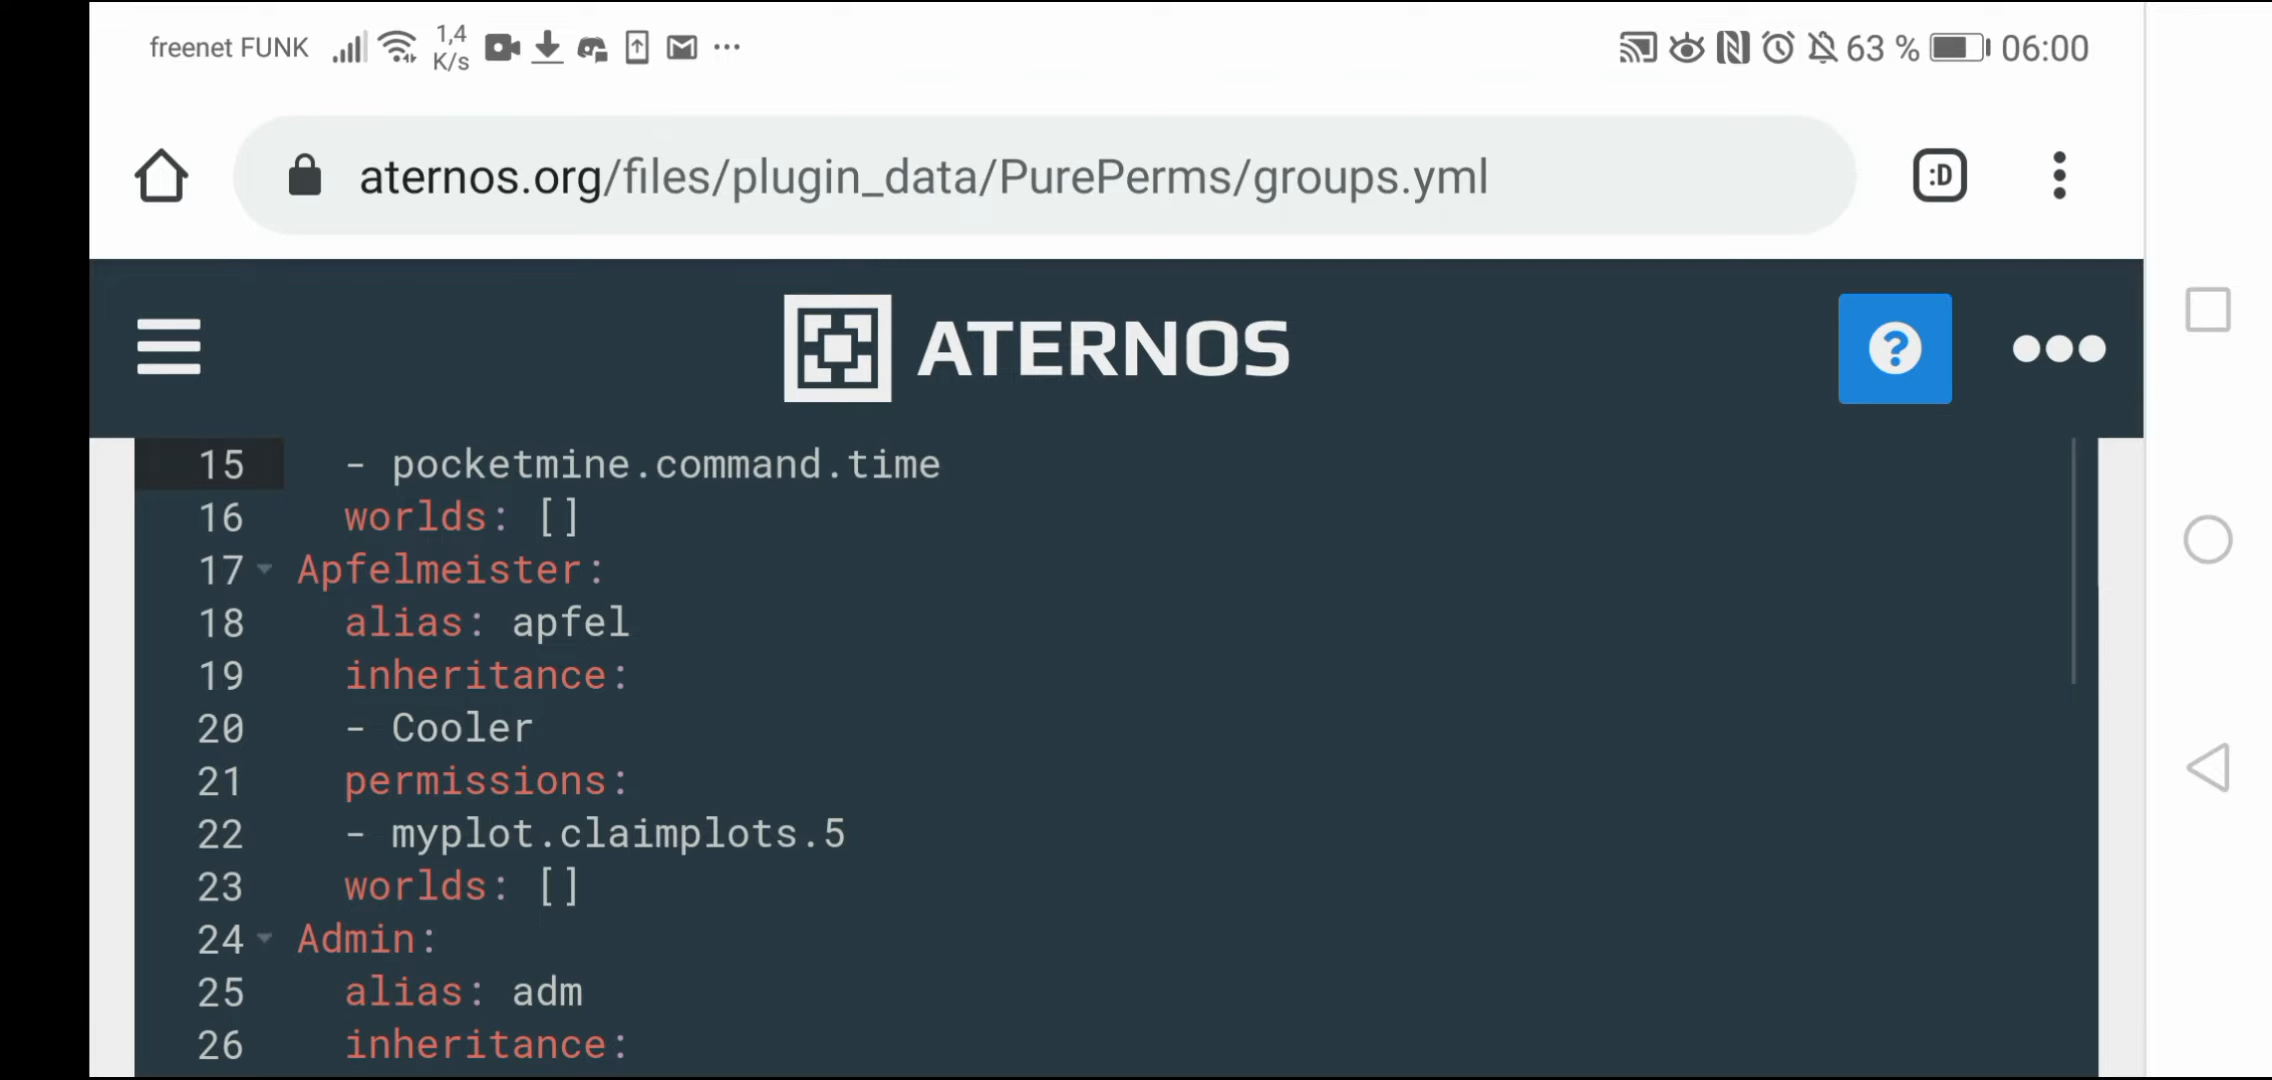 freenet FUNK 1,4 K/s 63 % 06:00
aternos.org/files/plugin_data/PurePerms/groups.yml :D
ATERNOS ?
15 - pocketmine.command.time
16 worlds: []
17 Apfelmeister:
18 alias: apfel
19 inheritance:
20 - Cooler
21 permissions:
22 - myplot.claimplots.5
23 worlds: []
24 Admin:
25 alias: adm
26 inheritance: